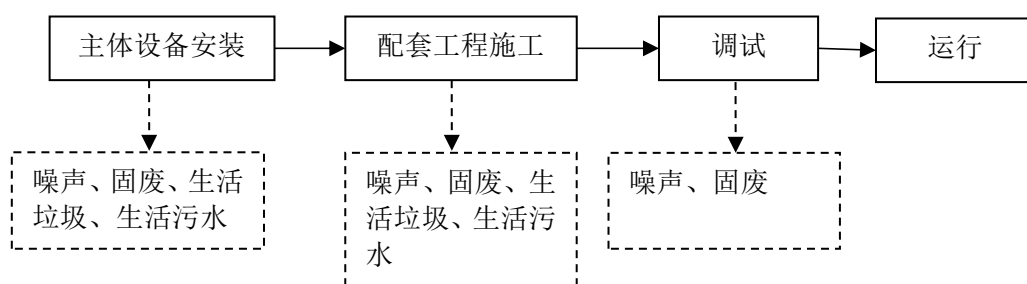 主体设备安装
配套工程施工
调试
运行
噪声、固废、生活
垃圾、生活污水
噪声、固废、生
活垃圾、生活污
水
噪声、固废